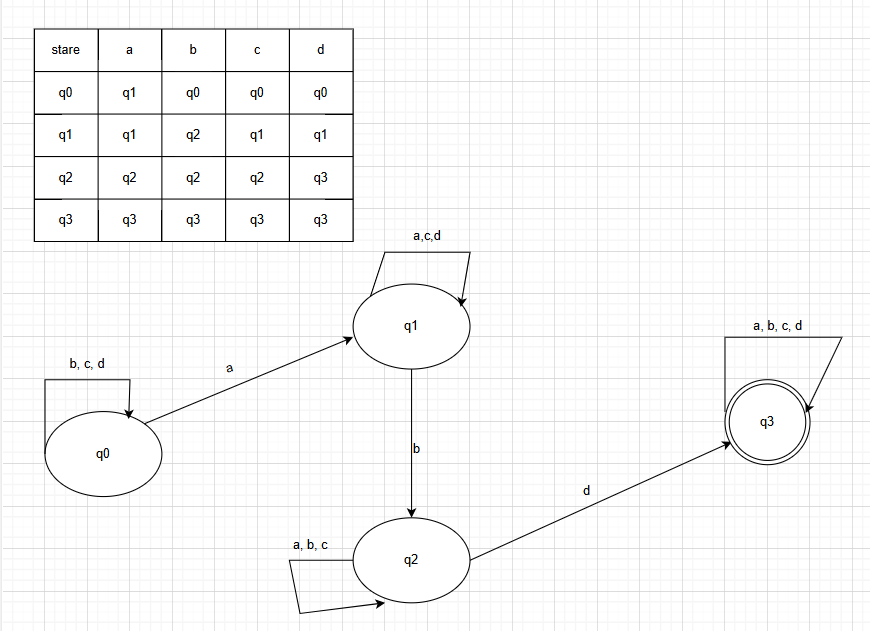 stare a b c d
q0 q1 q0 q0 q0
q1 q1 q2 q1 q1
q2 q2 q2 q2 q3
q3 q3 q3 q3 q3
a,c,d
q1
a, b, c, d
b, c, d
a
q3
q0
b
d
a, b, c
q2